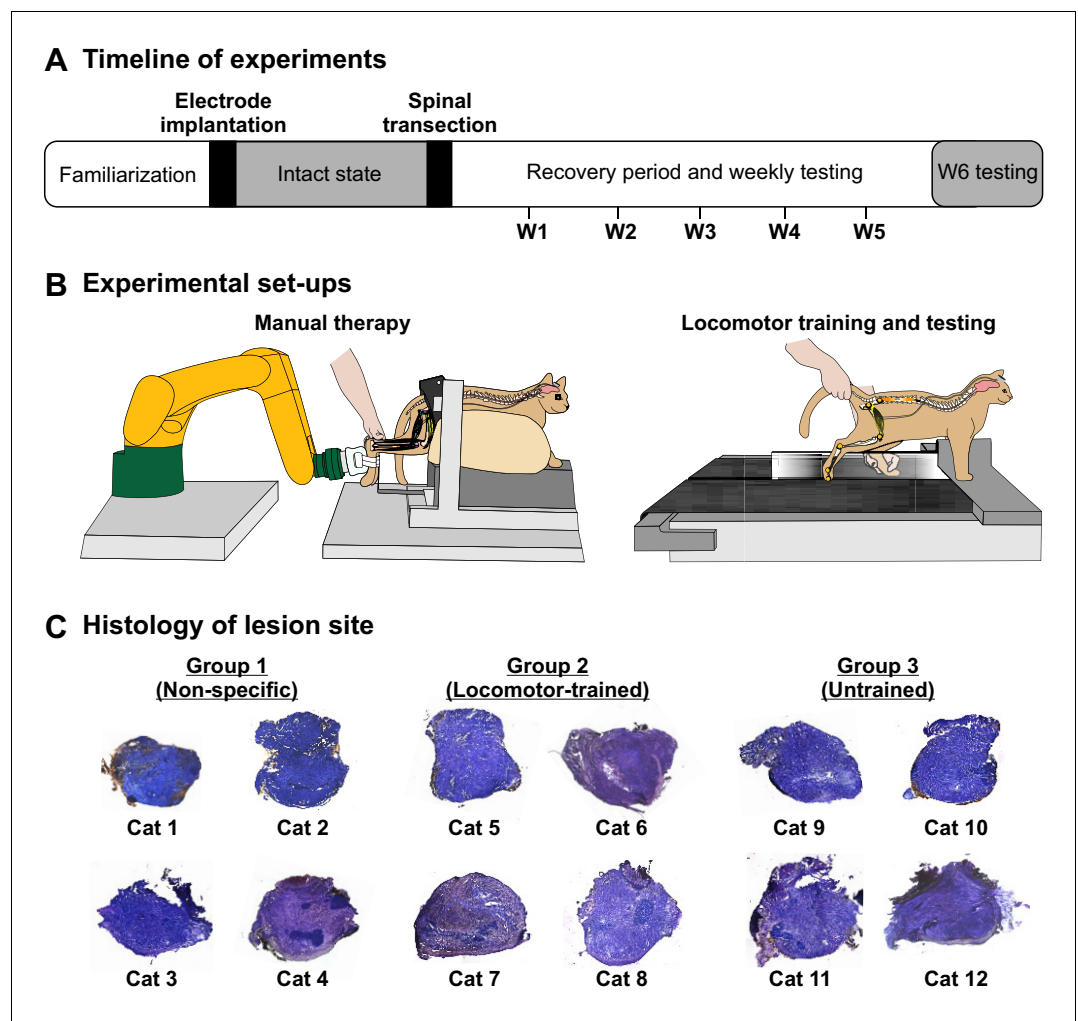 A Timeline of experiments
Electrode implantation
Spinal transection
Familiarization
Intact state
Recovery period and weekly testing
W6 testing
W1 W2 W3 W4 W5
B Experimental set-ups
Manual therapy
Locomotor training and testing
C Histology of lesion site
Group 1
(Non-specific)
Group 2
(Locomotor-trained)
Group 3
(Untrained)
Cat 1 Cat 2 Cat 5 Cat 6 Cat 9 Cat 10
Cat 3 Cat 4 Cat 7 Cat 8 Cat 11 Cat 12